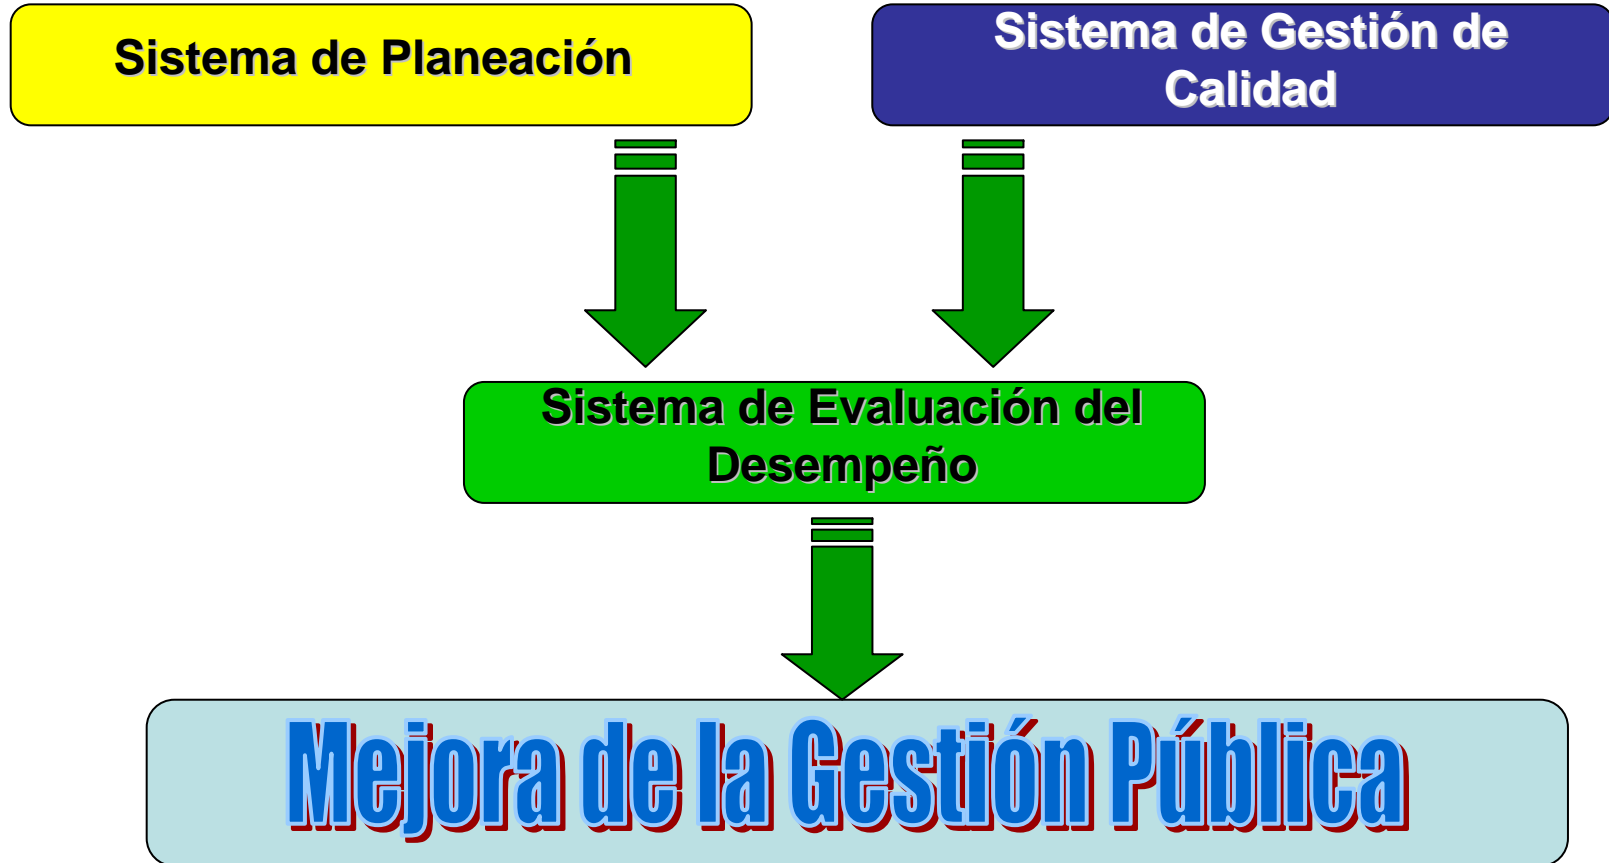 Sistema de Planeación
Sistema de Gestión de
Calidad
Sistema de Evaluación del
Desempeño
Mejora de la Gestión Pública